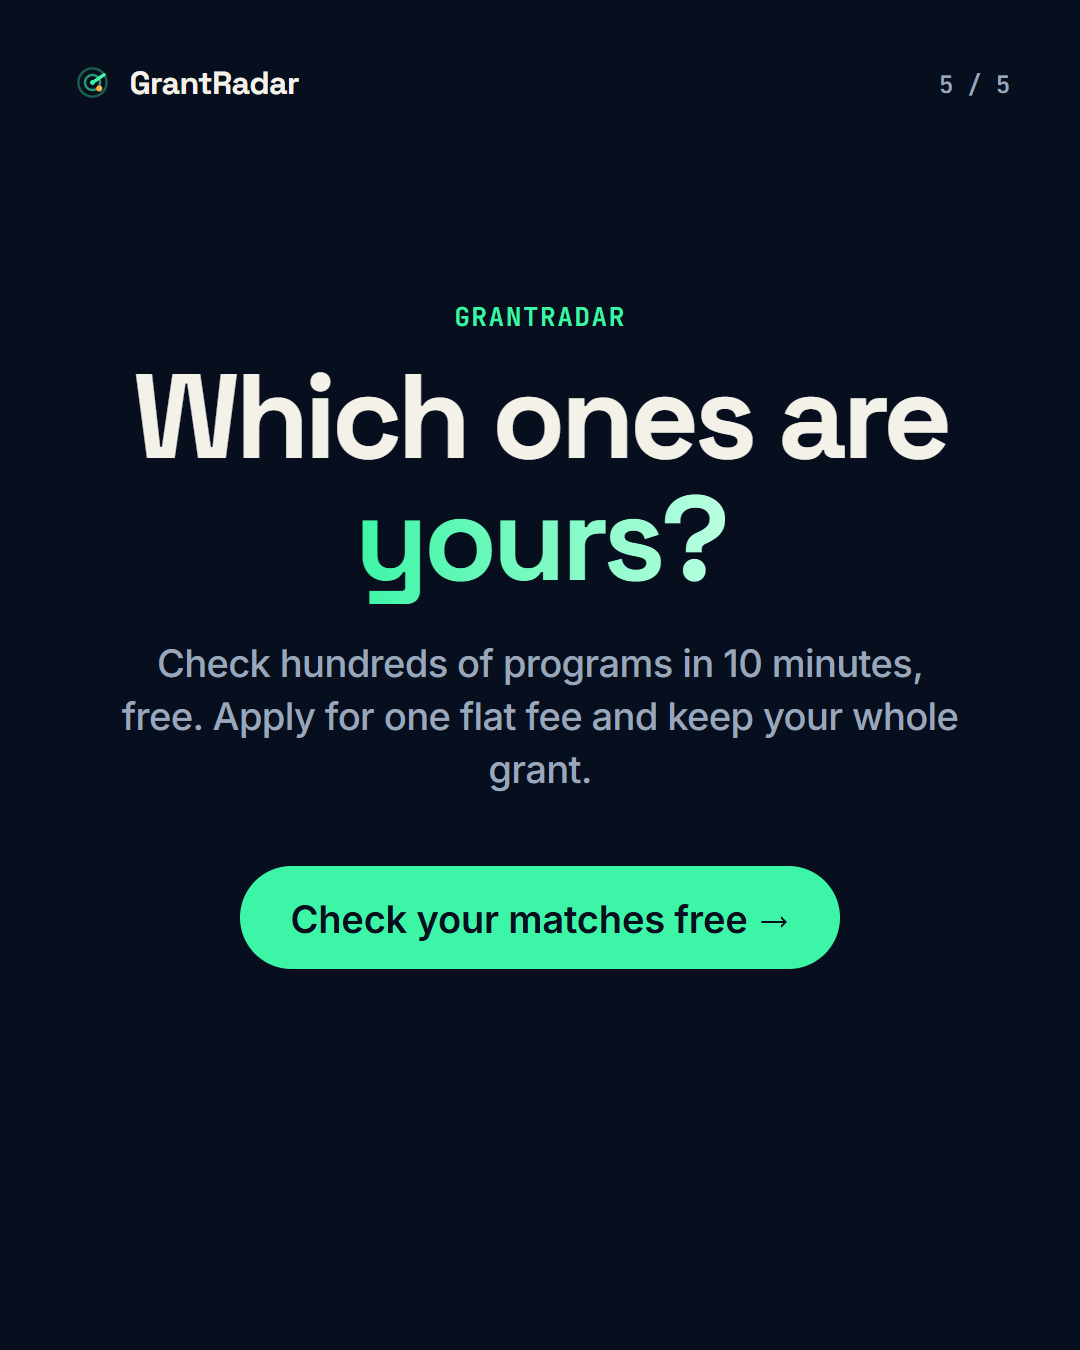 GrantRadar
5 / 5
GRANTRADAR
Which ones are
yours?
Check hundreds of programs in 10 minutes,
free. Apply for one flat fee and keep your whole
grant.
Check your matches free →